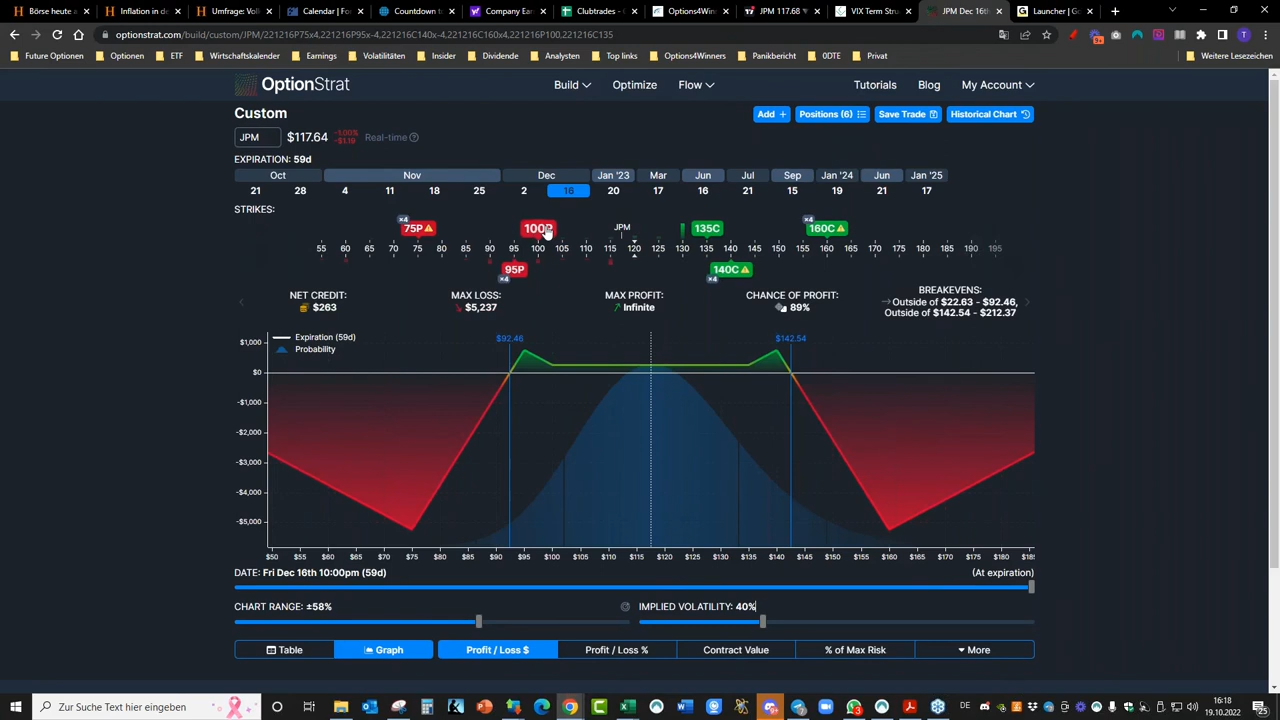 Börse heute a
Inflation in d
Umfrage: Voll
Calendar | Fo
Countdown t
Company Ear
Clubtrades - G
Options4Win
JPM 117.68
VIX Term Stru
JPM Dec 16th
Launcher | Go
optionstrat.com/build/custom/JPM/221216P75x4,221216P95x-4,221216C140x-4,221216C160x4,221216P100,221216C135
Future Optionen
Optionen
ETF
Wirtschaftskalender
Earnings
Volatilitäten
Insider
Dividende
Analysten
Top links
Options4Winners
Panikbericht
0DTE
Privat
Weitere Lesezeichen
OptionStrat
Build
Optimize
Flow
Tutorials
Blog
My Account
Custom
Add +
Positions (6)
Save Trade
Historical Chart
JPM
$117.64
-1.00%
-$1.19
Real-time
EXPIRATION: 59d
Oct Nov Dec Jan '23 Mar Jun Jul Sep Jan '24 Jun Jan '25
21 28 4 11 18 25 2 16 20 17 16 21 15 19 21 17
STRIKES:
x4 75P 100P JPM 135C x4 160C
55 60 65 70 75 80 85 90 95 100 105 110 115 120 125 130 135 140 145 150 155 160 165 170 175 180 185 190 195
95P x4 140C x4
NET CREDIT:
$263
MAX LOSS:
$5,237
MAX PROFIT:
Infinite
CHANCE OF PROFIT:
89%
BREAKEVENS:
Outside of $22.63 - $92.46,
Outside of $142.54 - $212.37
Expiration (59d)
Probability
$92.46
$142.54
$1,000
$0
-$1,000
-$2,000
-$3,000
-$4,000
-$5,000
$50 $55 $60 $65 $70 $75 $80 $85 $90 $95 $100 $105 $110 $115 $120 $125 $130 $135 $140 $145 $150 $155 $160 $165 $170 $175 $180
DATE: Fri Dec 16th 10:00pm (59d)
(At expiration)
CHART RANGE: ±58%
IMPLIED VOLATILITY: 40%
Table
Graph
Profit / Loss $
Profit / Loss %
Contract Value
% of Max Risk
More
Zur Suche Text hier eingeben
16:18
19.10.2022